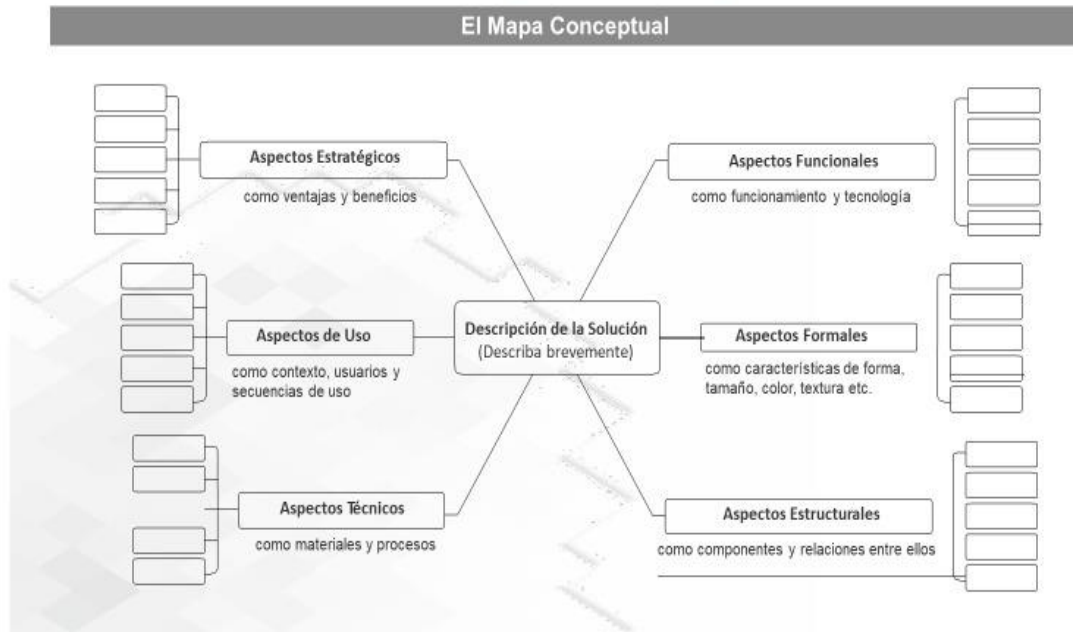 El Mapa Conceptual
Aspectos Estratégicos
como ventajas y beneficios
Aspectos Funcionales
como funcionamiento y tecnología
Aspectos de Uso
como contexto, usuarios y
secuencias de uso
Descripción de la Solución
(Describa brevemente)
Aspectos Formales
como características de forma,
tamaño, color, textura etc.
Aspectos Técnicos
como materiales y procesos
Aspectos Estructurales
como componentes y relaciones entre ellos